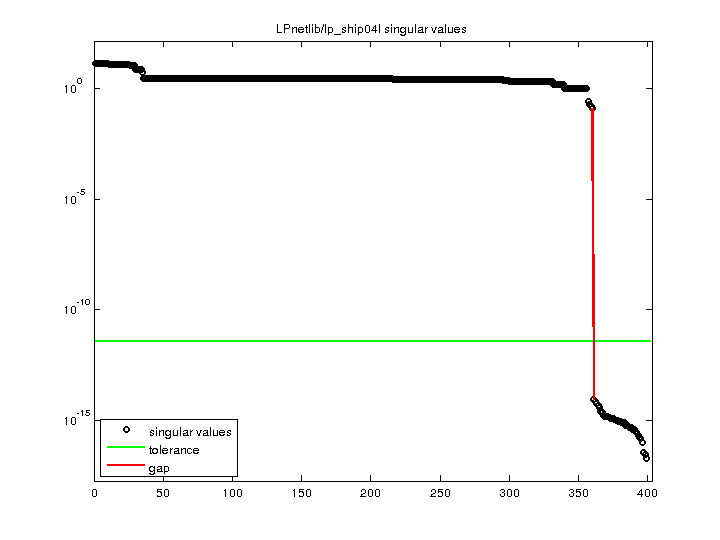 LPnetlib/lp_ship04l singular values
10^0
10^-5
10^-10
10^-15
singular values
tolerance
gap
0 50 100 150 200 250 300 350 400